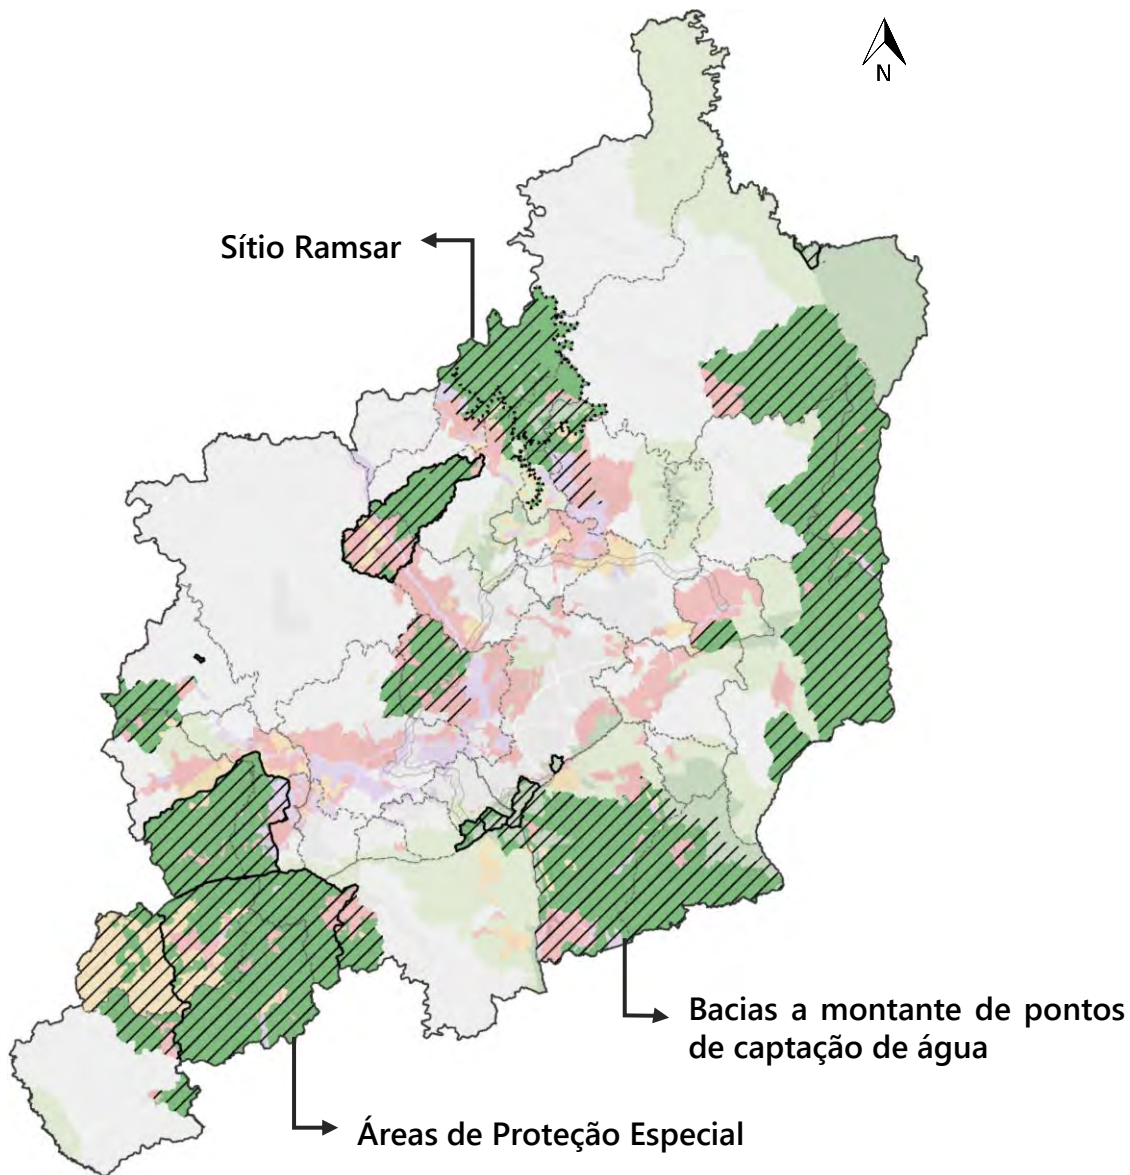 N
Sítio Ramsar
Bacias a montante de pontos
de captação de água
Áreas de Proteção Especial